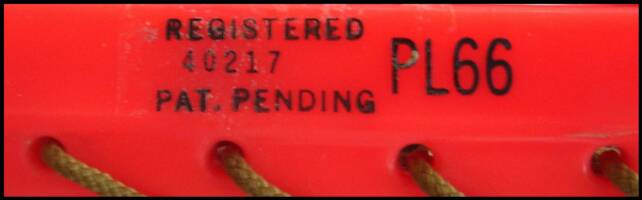 REGISTERED
40217
PAT. PENDING
PL66